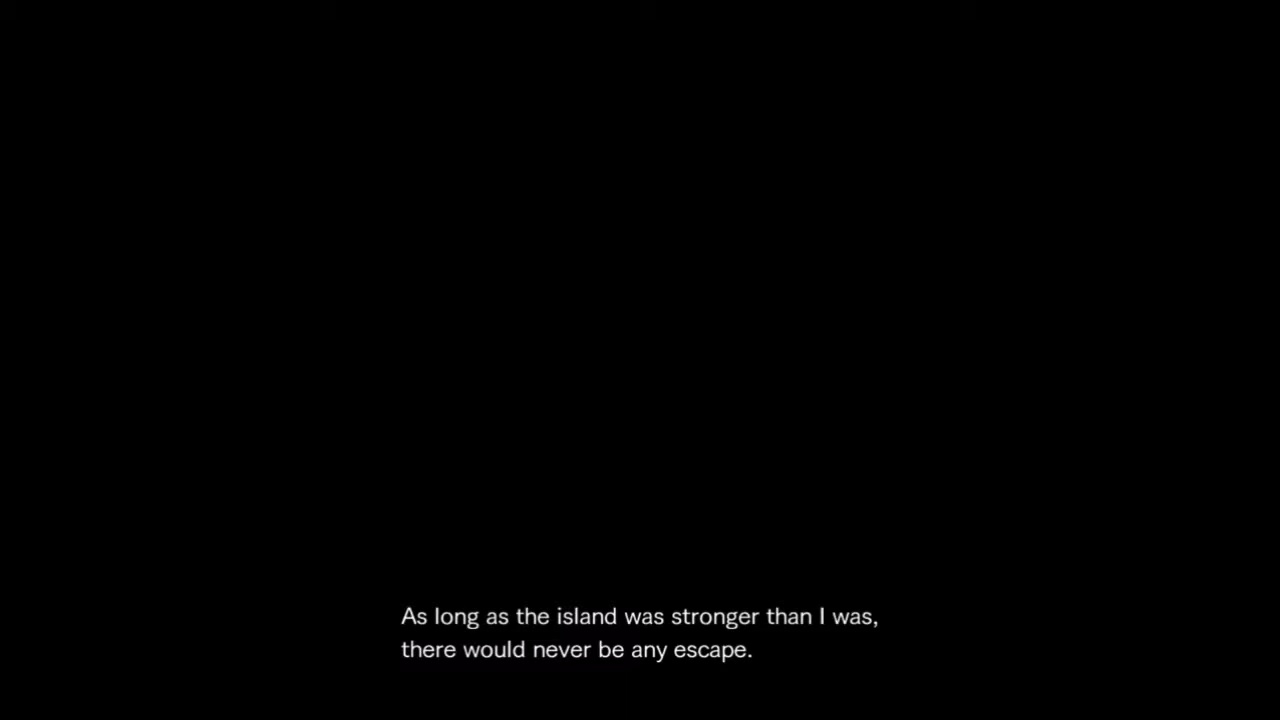 As long as the island was stronger than I was,
there would never be any escape.